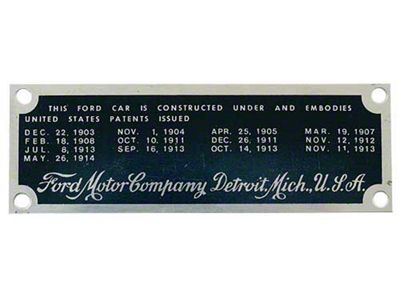 THIS FORD CAR IS CONSTRUCTED UNDER AND EMBODIES
UNITED STATES PATENTS ISSUED
DEC. 22, 1903 NOV. 1, 1904 APR. 25, 1905 MAR. 19, 1907
FEB. 18, 1908 OCT. 10, 1911 DEC. 26, 1911 NOV. 12, 1912
JUL. 8, 1913 SEP. 16, 1913 OCT. 14, 1913 NOV. 11, 1913
MAY. 26, 1914
Ford Motor Company, Detroit, Mich., U.S.A.